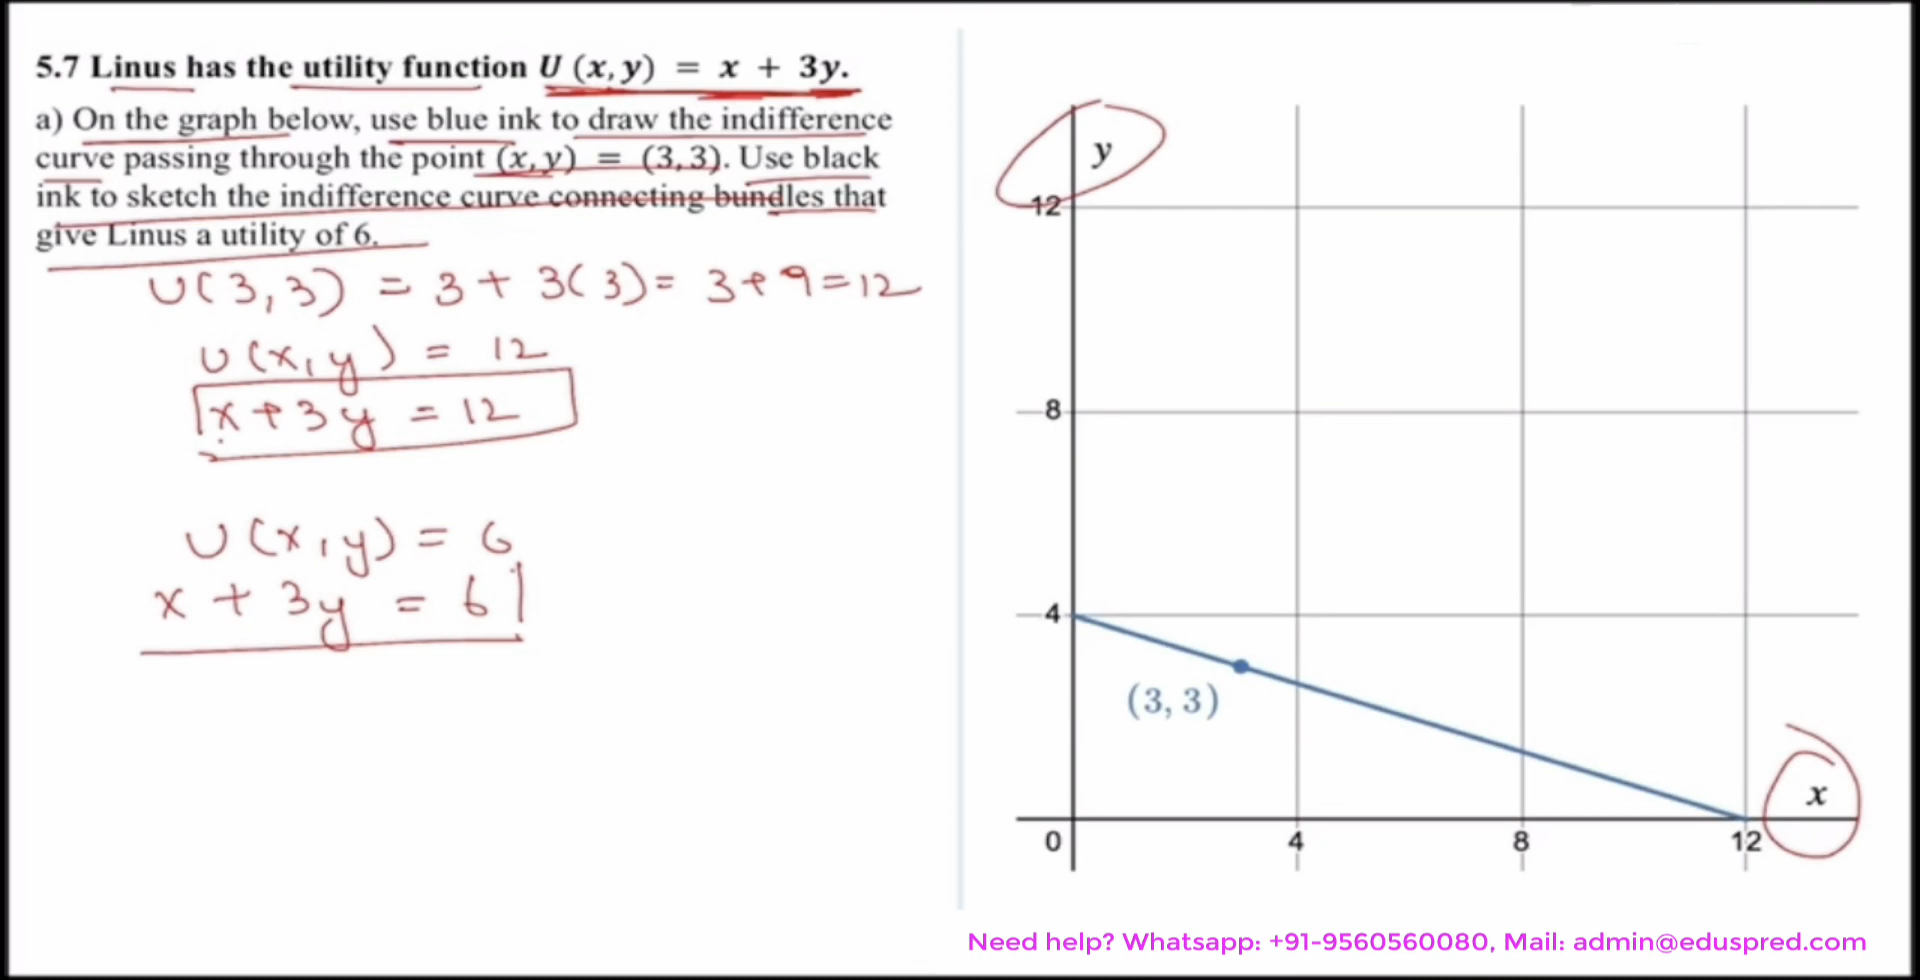 5.7 Linus has the utility function U (x, y) = x + 3y.
a) On the graph below, use blue ink to draw the indifference
curve passing through the point (x, y) = (3,3). Use black
ink to sketch the indifference curve connecting bundles that
give Linus a utility of 6.
U(3,3) = 3 + 3(3) = 3+9=12
U(x,y) = 12
x+3y = 12
U(x,y) = 6
x + 3y = 6
y
12
8
4
(3, 3)
x
0 4 8 12
Need help? Whatsapp: +91-9560560080, Mail: admin@eduspred.com